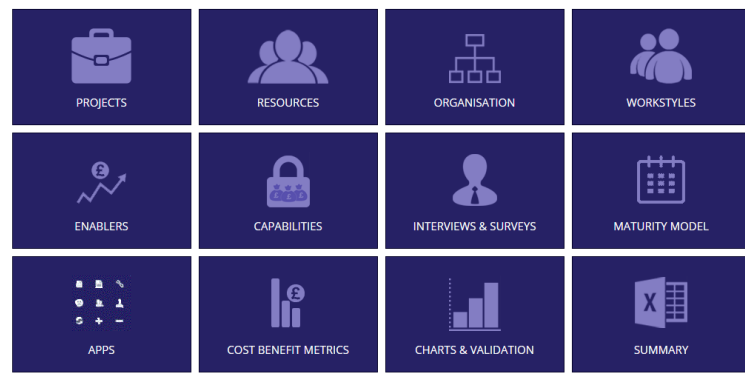 PROJECTS
RESOURCES
ORGANISATION
WORKSTYLES
£
ENABLERS
CAPABILITIES
INTERVIEWS & SURVEYS
MATURITY MODEL
£
X
APPS
COST BENEFIT METRICS
CHARTS & VALIDATION
SUMMARY